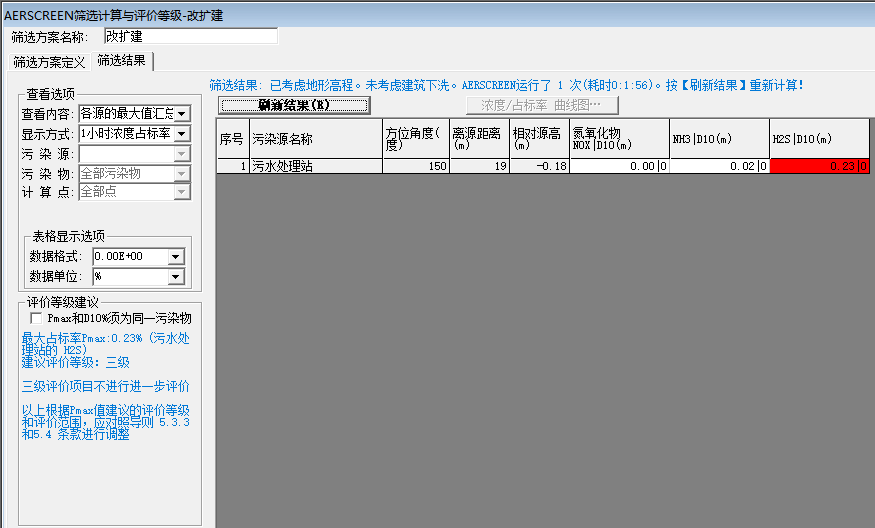 AERSCREEN筛选计算与评价等级-改扩建
筛选方案名称: 改扩建
筛选方案定义 筛选结果
筛选结果: 已考虑地形高程。未考虑建筑下洗。AERSCREEN运行了 1 次(耗时0:1:56)。按【刷新结果】重新计算!
查看选项
查看内容: 各源的最大值汇总
显示方式: 1小时浓度占标率
污 染 源:
污 染 物: 全部污染物
计 算 点: 全部点
表格显示选项
数据格式: 0.00E+00
数据单位: %
评价等级建议
Pmax和D10%须为同一污染物
最大占标率Pmax:0.23% (污水处
理站的 H2S)
建议评价等级: 三级
三级评价项目不进行进一步评价
以上根据Pmax值建议的评价等级
和评价范围,应对照导则 5.3.3
和5.4 条款进行调整
刷新结果(R) 浓度/占标率 曲线图…
序号 污染源名称 方位角度(度) 离源距离(m) 相对源高(m) 氮氧化物NOX|D10(m) NH3|D10(m) H2S|D10(m)
1 污水处理站 150 19 -0.18 0.00|0 0.02|0 0.23|0